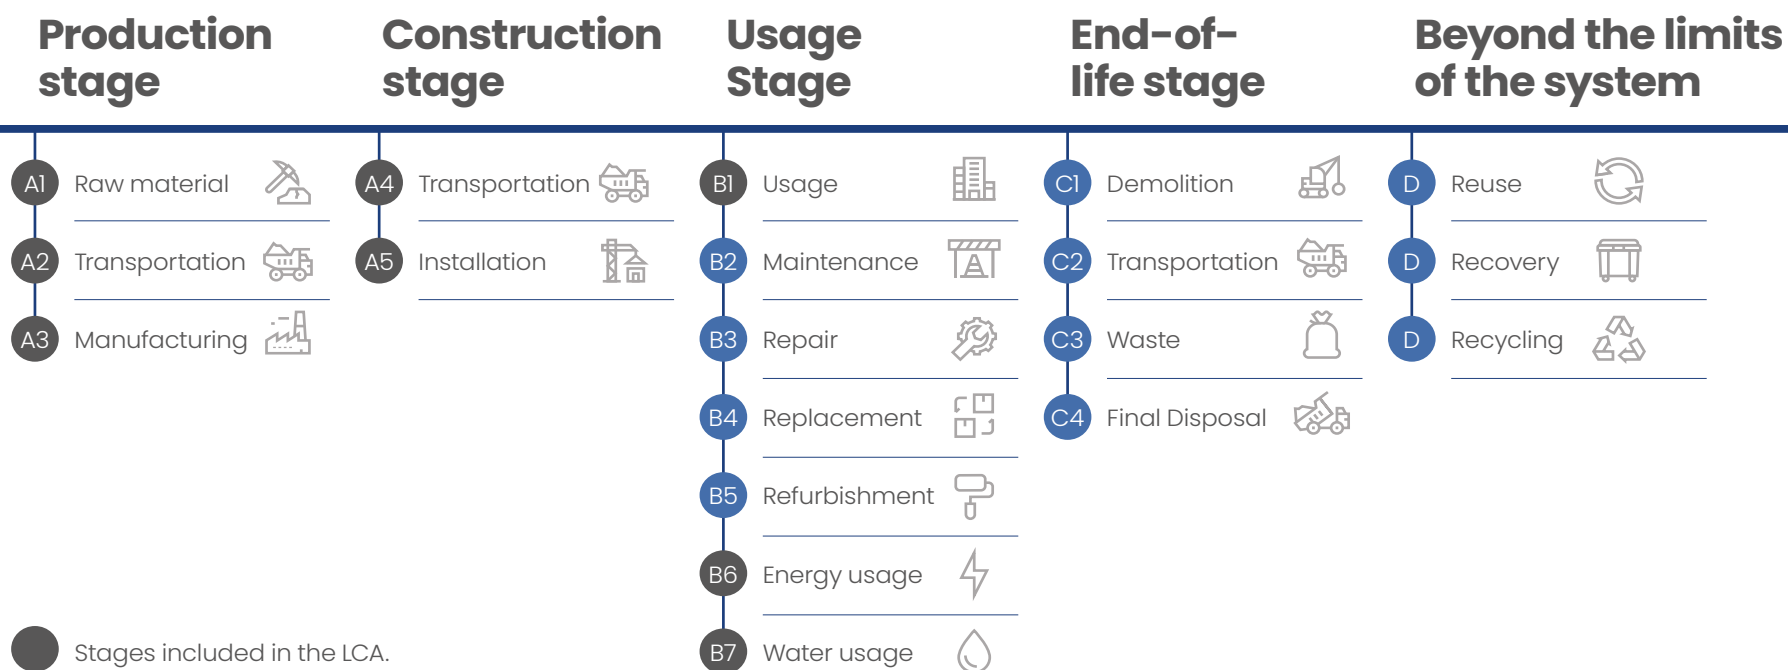 Production
stage
A1 Raw material
A2 Transportation
A3 Manufacturing
Construction
stage
A4 Transportation
A5 Installation
Usage
Stage
B1 Usage
B2 Maintenance
B3 Repair
B4 Replacement
B5 Refurbishment
B6 Energy usage
B7 Water usage
End-of-
life stage
C1 Demolition
C2 Transportation
C3 Waste
C4 Final Disposal
Beyond the limits
of the system
D Reuse
D Recovery
D Recycling
Stages included in the LCA.